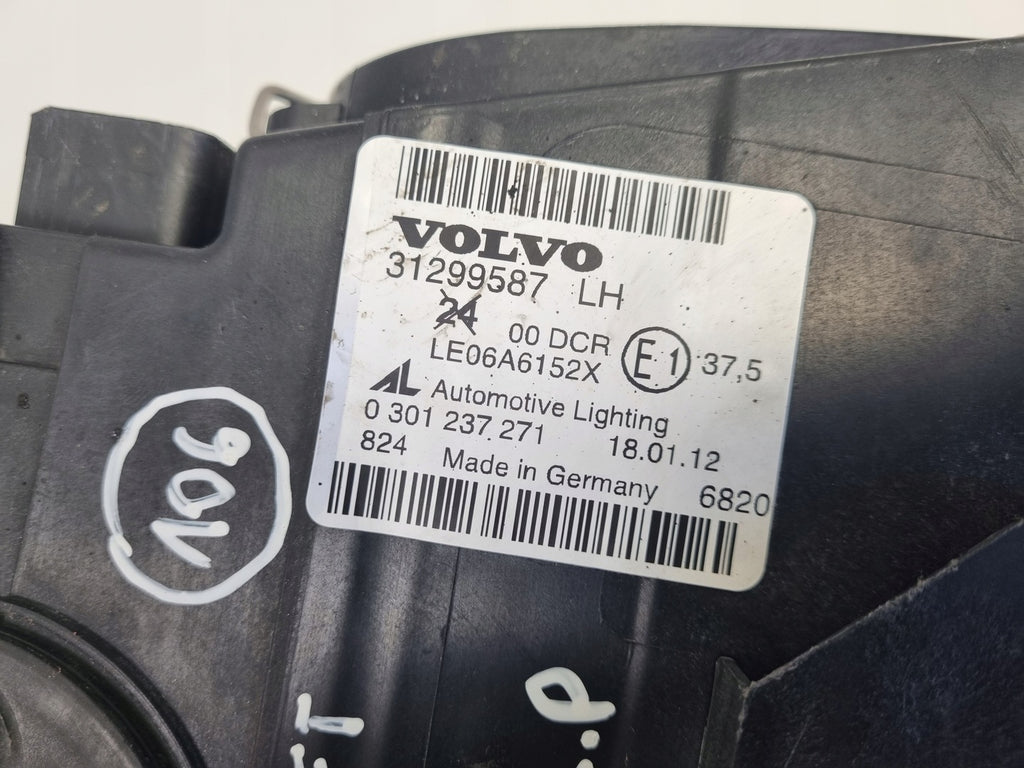 VOLVO
31299587 LH
24 00 DCR E1 37,5
LE06A6152X
AL Automotive Lighting
0 301 237 271 18.01.12
824 Made in Germany 6820
106